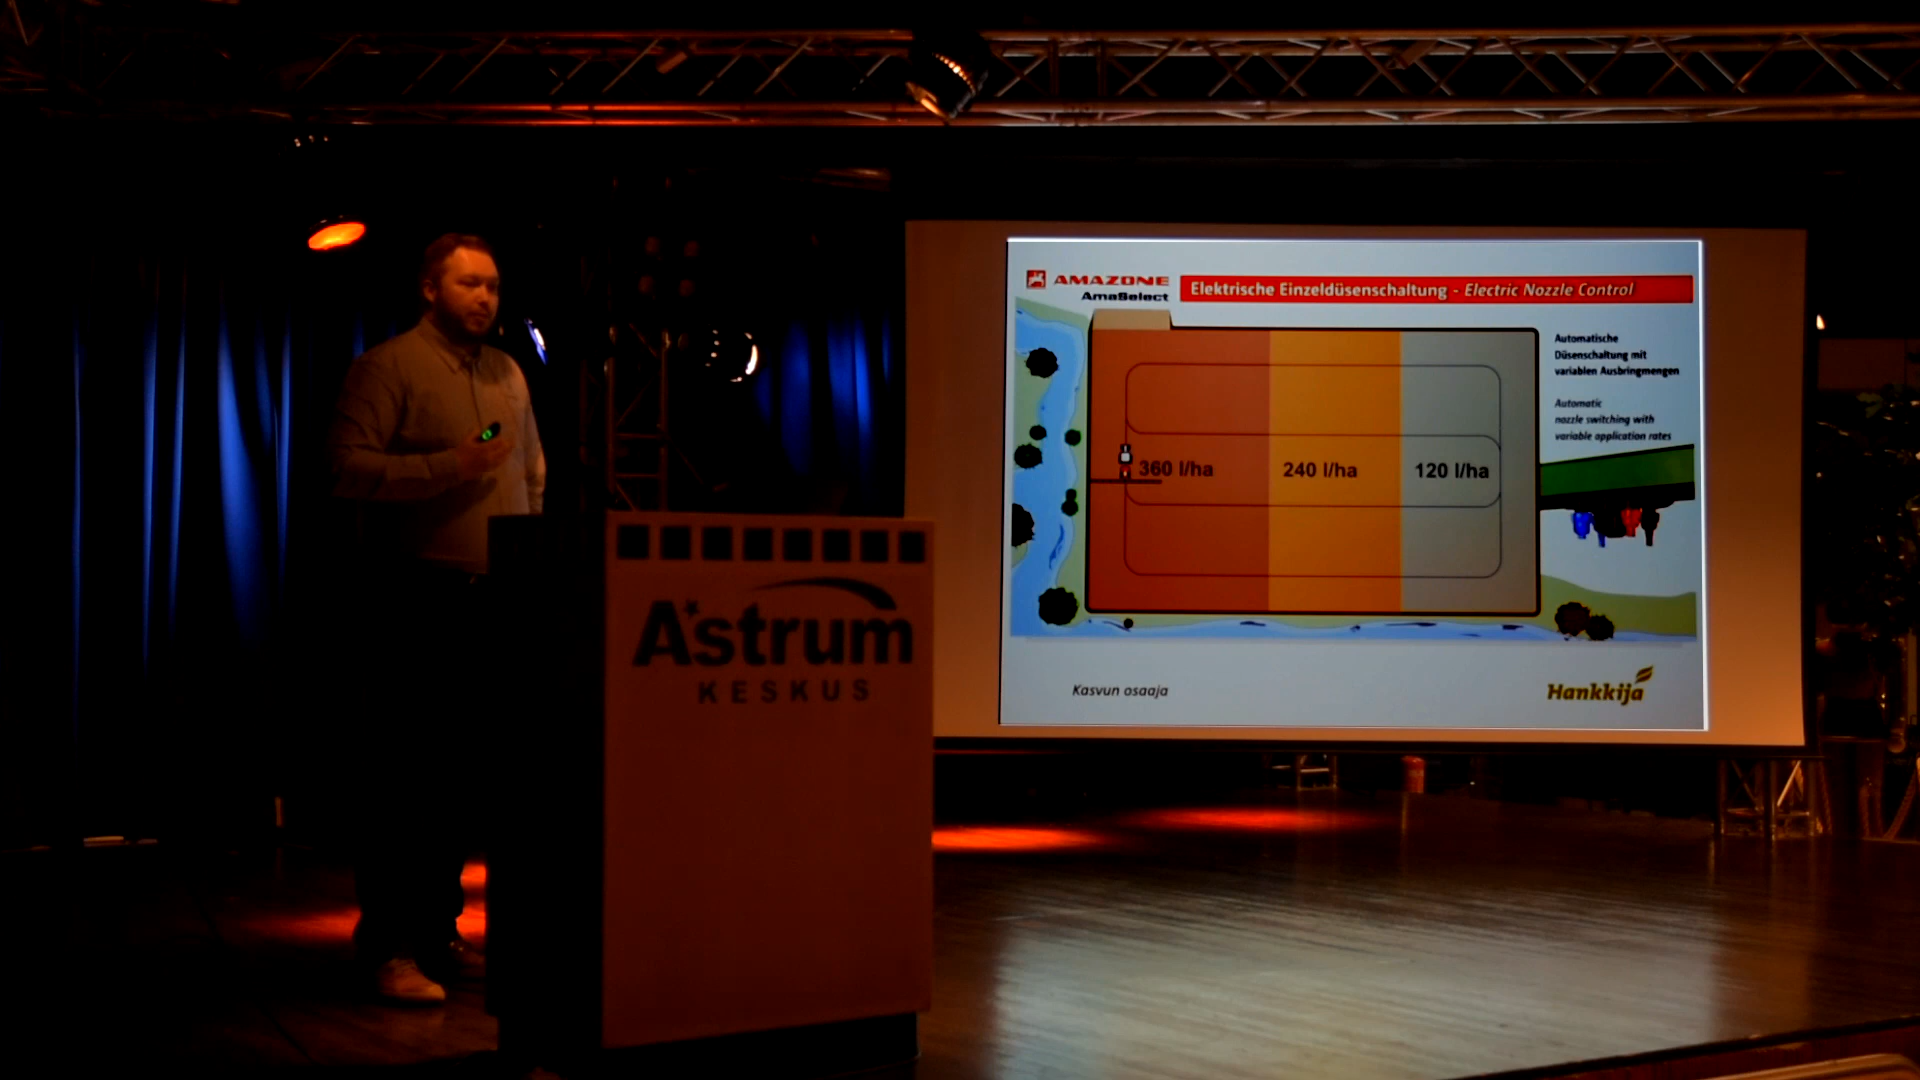 AMAZONE
AmaSelect
Elektrische Einzeldüsenschaltung - Electric Nozzle Control
Automatische
Düsenschaltung mit
variablen Ausbringmengen
Automatic
nozzle switching with
variable application rates
360 l/ha
240 l/ha
120 l/ha
Kasvun osaaja
Hankkija
Astrum
KESKUS